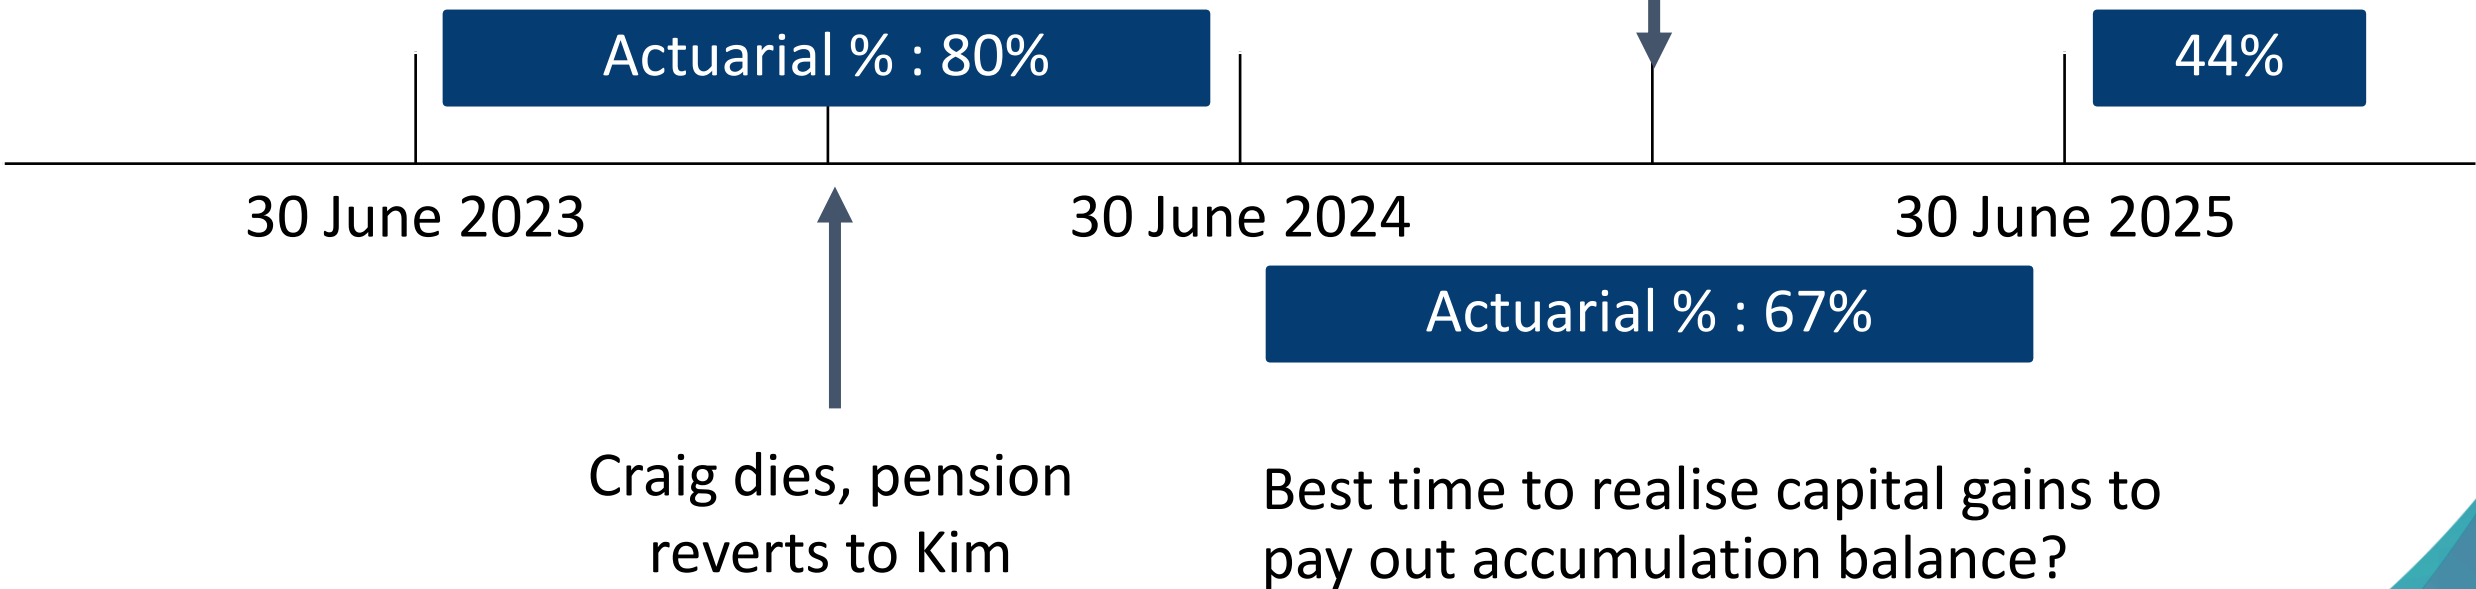 Actuarial % : 80%
44%
30 June 2023
30 June 2024
30 June 2025
Actuarial % : 67%
Craig dies, pension
reverts to Kim
Best time to realise capital gains to
pay out accumulation balance?